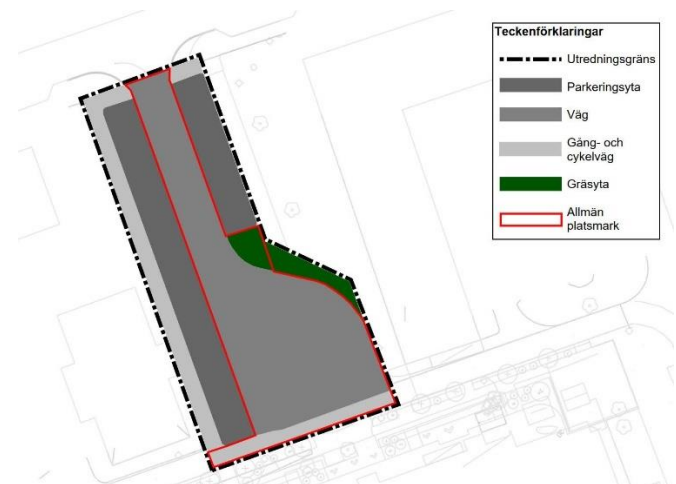 Teckenförklaringar
Utredningsgräns
Parkeringsyta
Väg
Gång- och
cykelväg
Gräsyta
Allmän
platsmark